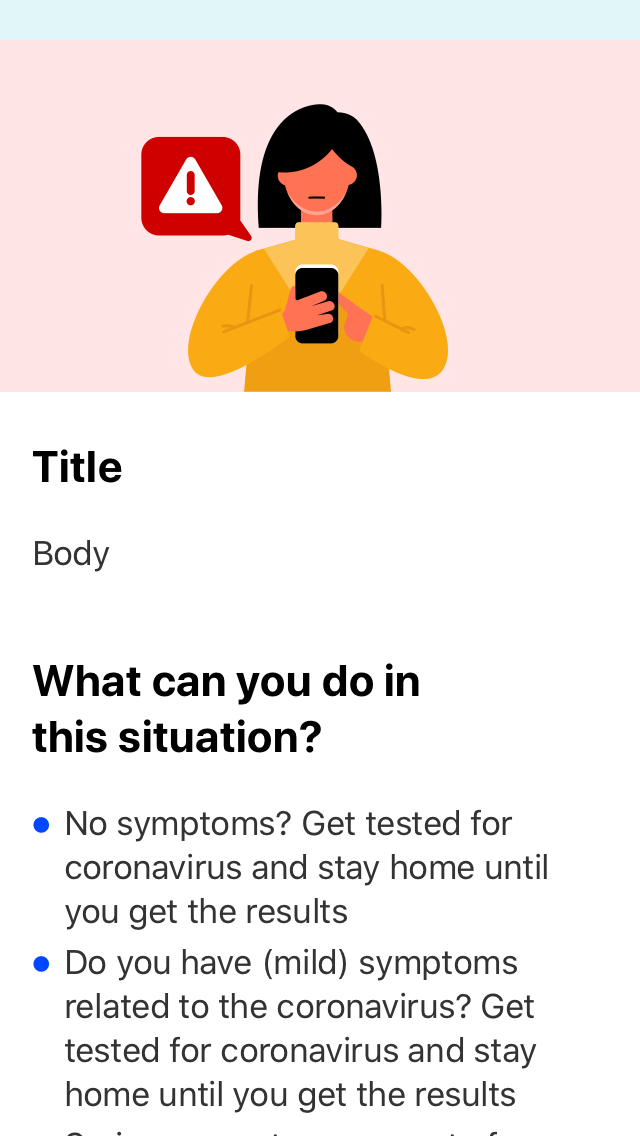 Title
Body
What can you do in
this situation?
No symptoms? Get tested for
coronavirus and stay home until
you get the results
Do you have (mild) symptoms
related to the coronavirus? Get
tested for coronavirus and stay
home until you get the results